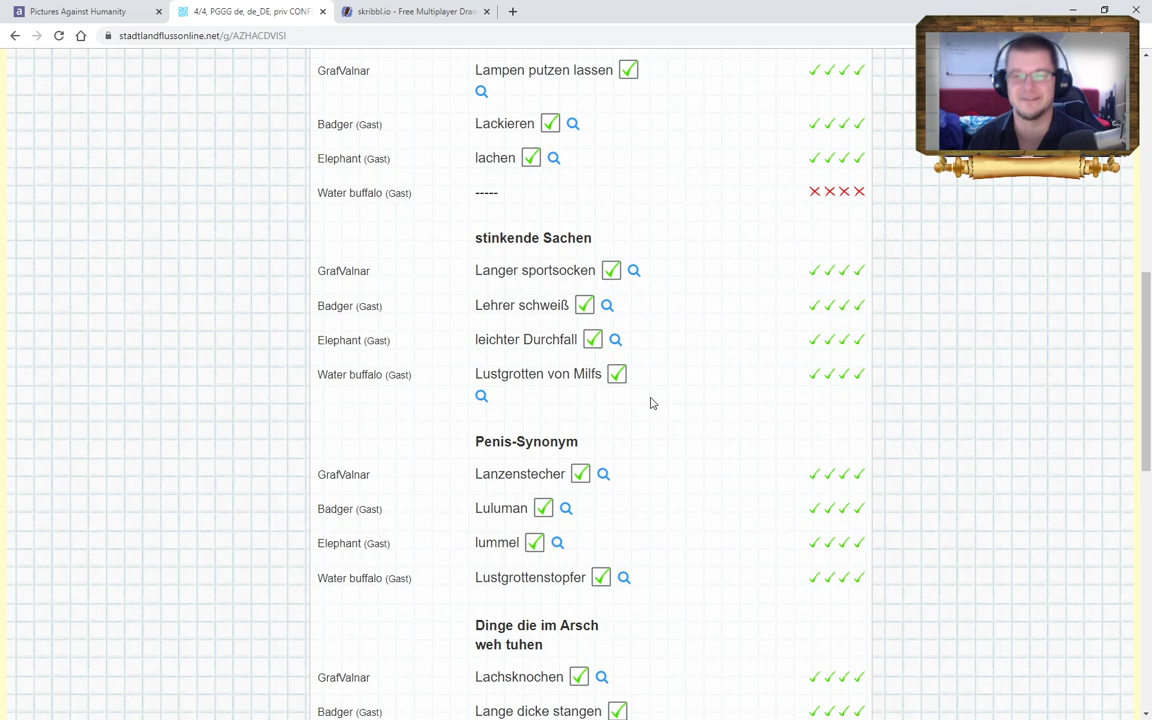 Pictures Against Humanity
4/4, PGGG de, de_DE, priv CONF
skribbl.io - Free Multiplayer Draw
stadtlandflussonline.net/g/AZHACDVISI
GrafValnar Lampen putzen lassen
Badger (Gast) Lackieren
Elephant (Gast) lachen
Water buffalo (Gast) -----
stinkende Sachen
GrafValnar Langer sportsocken
Badger (Gast) Lehrer schweiß
Elephant (Gast) leichter Durchfall
Water buffalo (Gast) Lustgrotten von Milfs
Penis-Synonym
GrafValnar Lanzenstecher
Badger (Gast) Luluman
Elephant (Gast) lummel
Water buffalo (Gast) Lustgrottenstopfer
Dinge die im Arsch
weh tuhen
GrafValnar Lachsknochen
Badger (Gast) Lange dicke stangen